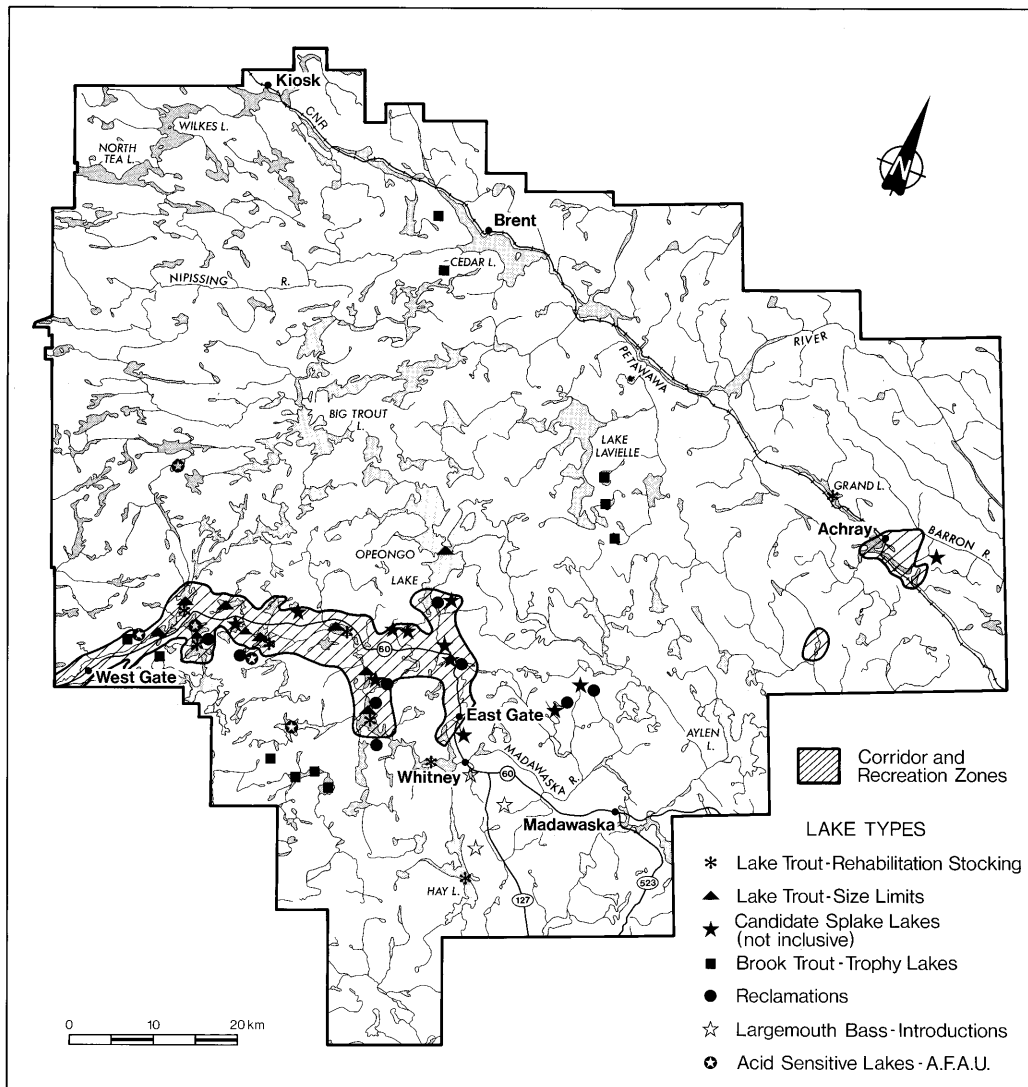 Kiosk
CNR
WILKES L.
NORTH
TEA L.
N
Brent
CEDAR L.
NIPISSING R.
PETAWAWA RIVER
BIG TROUT
L.
LAKE
LAVIELLE
GRAND L.
Achray
BARRON R.
OPEONGO
LAKE
60
West Gate
East Gate
AYLEN
L.
Whitney
MADAWASKA R.
60
Madawaska
HAY L.
127
523
Corridor and
Recreation Zones
LAKE TYPES
Lake Trout-Rehabilitation Stocking
Lake Trout-Size Limits
Candidate Splake Lakes
(not inclusive)
Brook Trout-Trophy Lakes
Reclamations
Largemouth Bass-Introductions
Acid Sensitive Lakes - A.F.A.U.
0 10 20 km